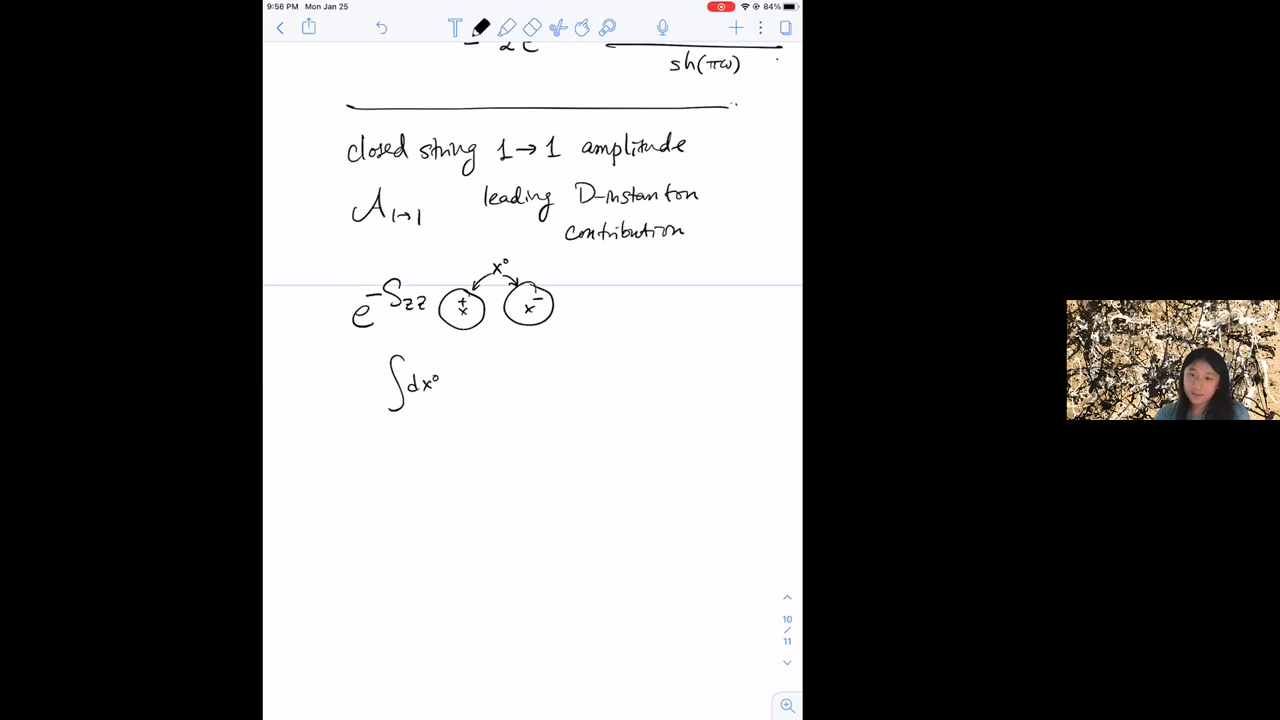 9:56 PM Mon Jan 25
84%
sh(πω)
closed string 1→1 amplitude
A₁→₁ leading D-instanton
contribution
x⁰
e^{-S_{ZZ}} + x - x
∫dx⁰
10
/
11